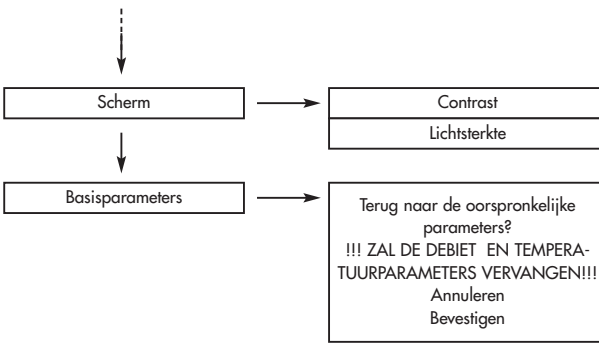 Scherm
Contrast
Lichtsterkte
Basisparameters
Terug naar de oorspronkelijke
parameters?
!!! ZAL DE DEBIET EN TEMPERA-
TUURPARAMETERS VERVANGEN!!!
Annuleren
Bevestigen